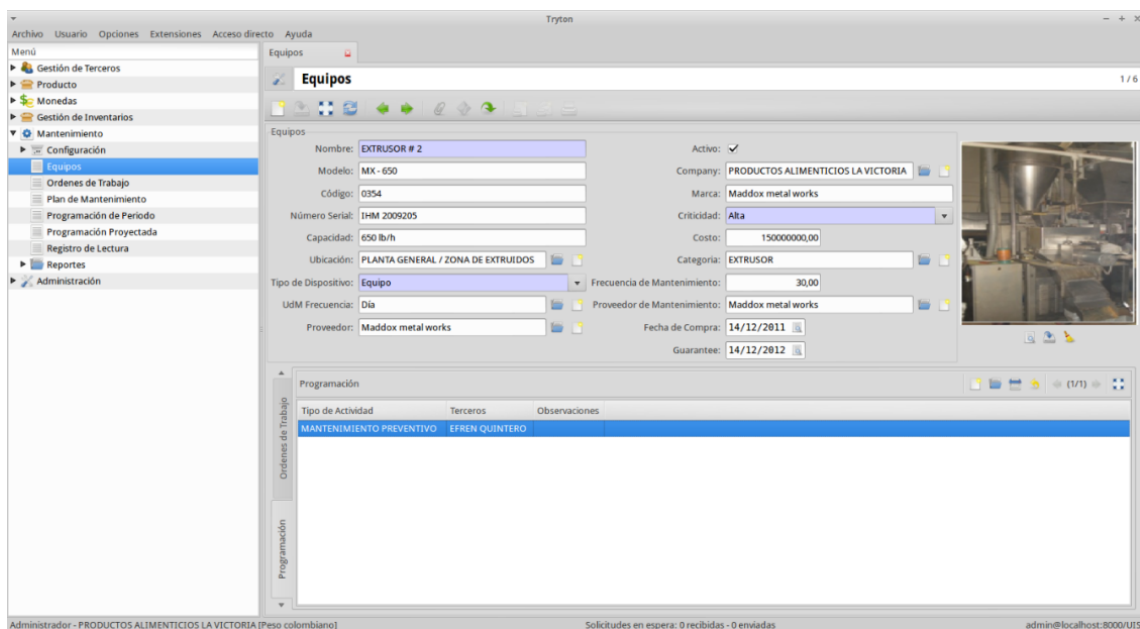 Tryton
Archivo Usuario Opciones Extensiones Acceso directo Ayuda
Menú
Gestión de Terceros
Producto
Monedas
Gestión de Inventarios
Mantenimiento
Configuración
Equipos
Ordenes de Trabajo
Plan de Mantenimiento
Programación de Periodo
Programación Proyectada
Registro de Lectura
Reportes
Administración
Equipos
Equipos 1 / 6
Equipos
Nombre: EXTRUSOR # 2 Activo:
Modelo: MX - 650 Company: PRODUCTOS ALIMENTICIOS LA VICTORIA
Código: 0354 Marca: Maddox metal works
Número Serial: IHM 2009205 Criticidad: Alta
Capacidad: 650 lb/h Costo: 150000000,00
Ubicación: PLANTA GENERAL / ZONA DE EXTRUIDOS Categoria: EXTRUSOR
Tipo de Dispositivo: Equipo Frecuencia de Mantenimiento: 30,00
UdM Frecuencia: Día Proveedor de Mantenimiento: Maddox metal works
Proveedor: Maddox metal works Fecha de Compra: 14/12/2011
Guarantee: 14/12/2012
Ordenes de Trabajo
Programación
Programación (1/1)
Tipo de Actividad Terceros Observaciones
MANTENIMIENTO PREVENTIVO EFREN QUINTERO
Administrador - PRODUCTOS ALIMENTICIOS LA VICTORIA [Peso colombiano] Solicitudes en espera: 0 recibidas - 0 enviadas admin@localhost:8000/UIS